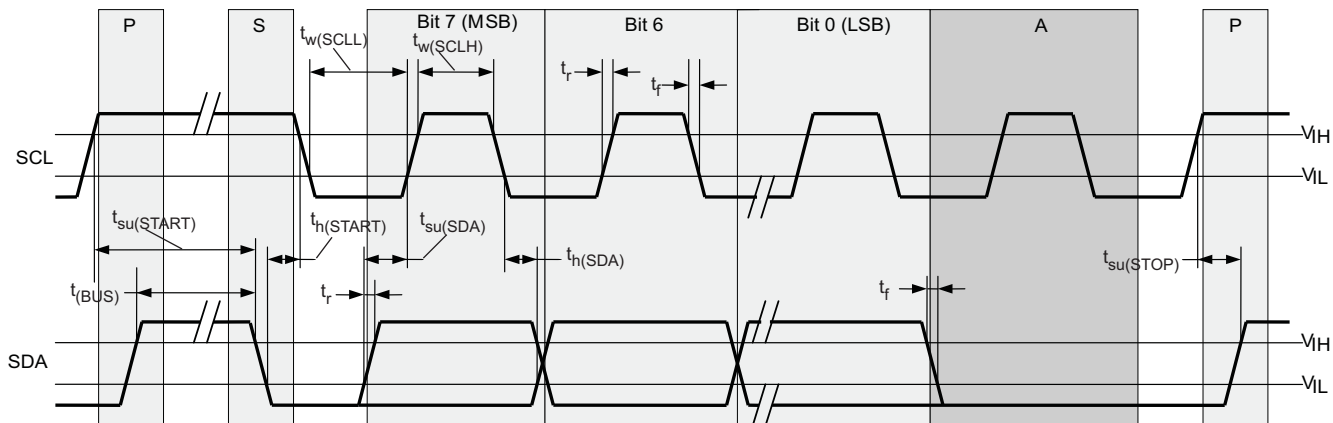 P S Bit 7 (MSB) Bit 6 Bit 0 (LSB) A P
tw(SCLL) tw(SCLH) tr tf
SCL VIH
VIL
tsu(START) th(START) tsu(SDA) th(SDA) tsu(STOP)
t(BUS) tr tf
SDA VIH
VIL